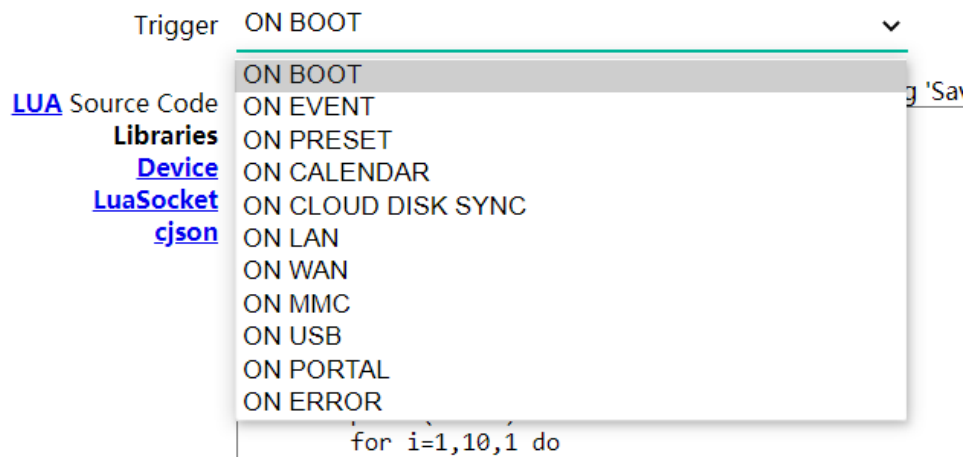 Trigger ON BOOT
ON BOOT
LUA Source Code
Libraries
Device
LuaSocket
cjson
ON EVENT
ON PRESET
ON CALENDAR
ON CLOUD DISK SYNC
ON LAN
ON WAN
ON MMC
ON USB
ON PORTAL
ON ERROR
g 'Sav
for i=1,10,1 do